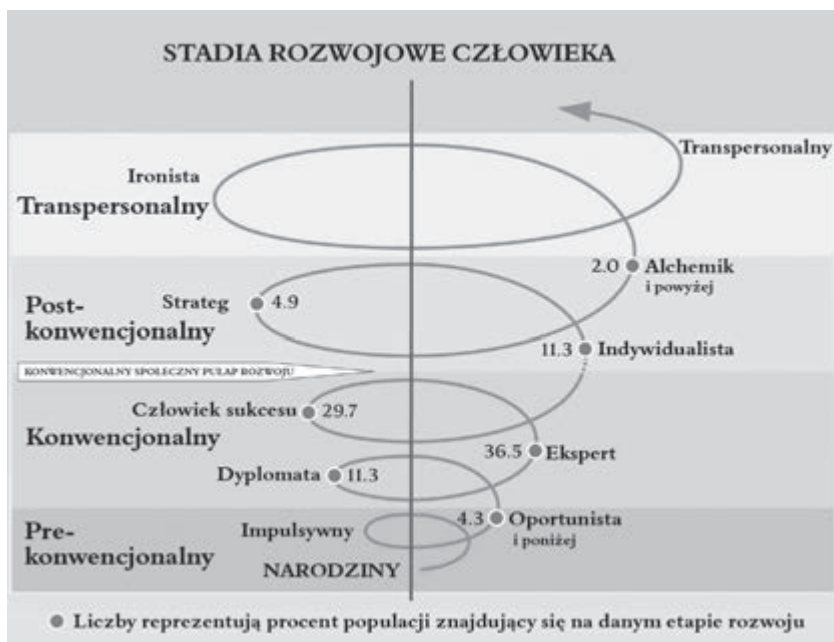 STADIA ROZWOJOWE CZŁOWIEKA
Transpersonalny
Ironista
Transpersonalny
2.0 Alchemik
i powyżej
Strateg 4.9
Post-
konwencjonalny
11.3 Indywidualista
KONWENCJONALNY SPOŁECZNY PUŁAP ROZWOJU
Człowiek sukcesu 29.7
Konwencjonalny
36.5 Ekspert
Dyplomata 11.3
4.3 Oportunista
i poniżej
Impulsywny
Pre-
konwencjonalny
NARODZINY
Liczby reprezentują procent populacji znajdujący się na danym etapie rozwoju